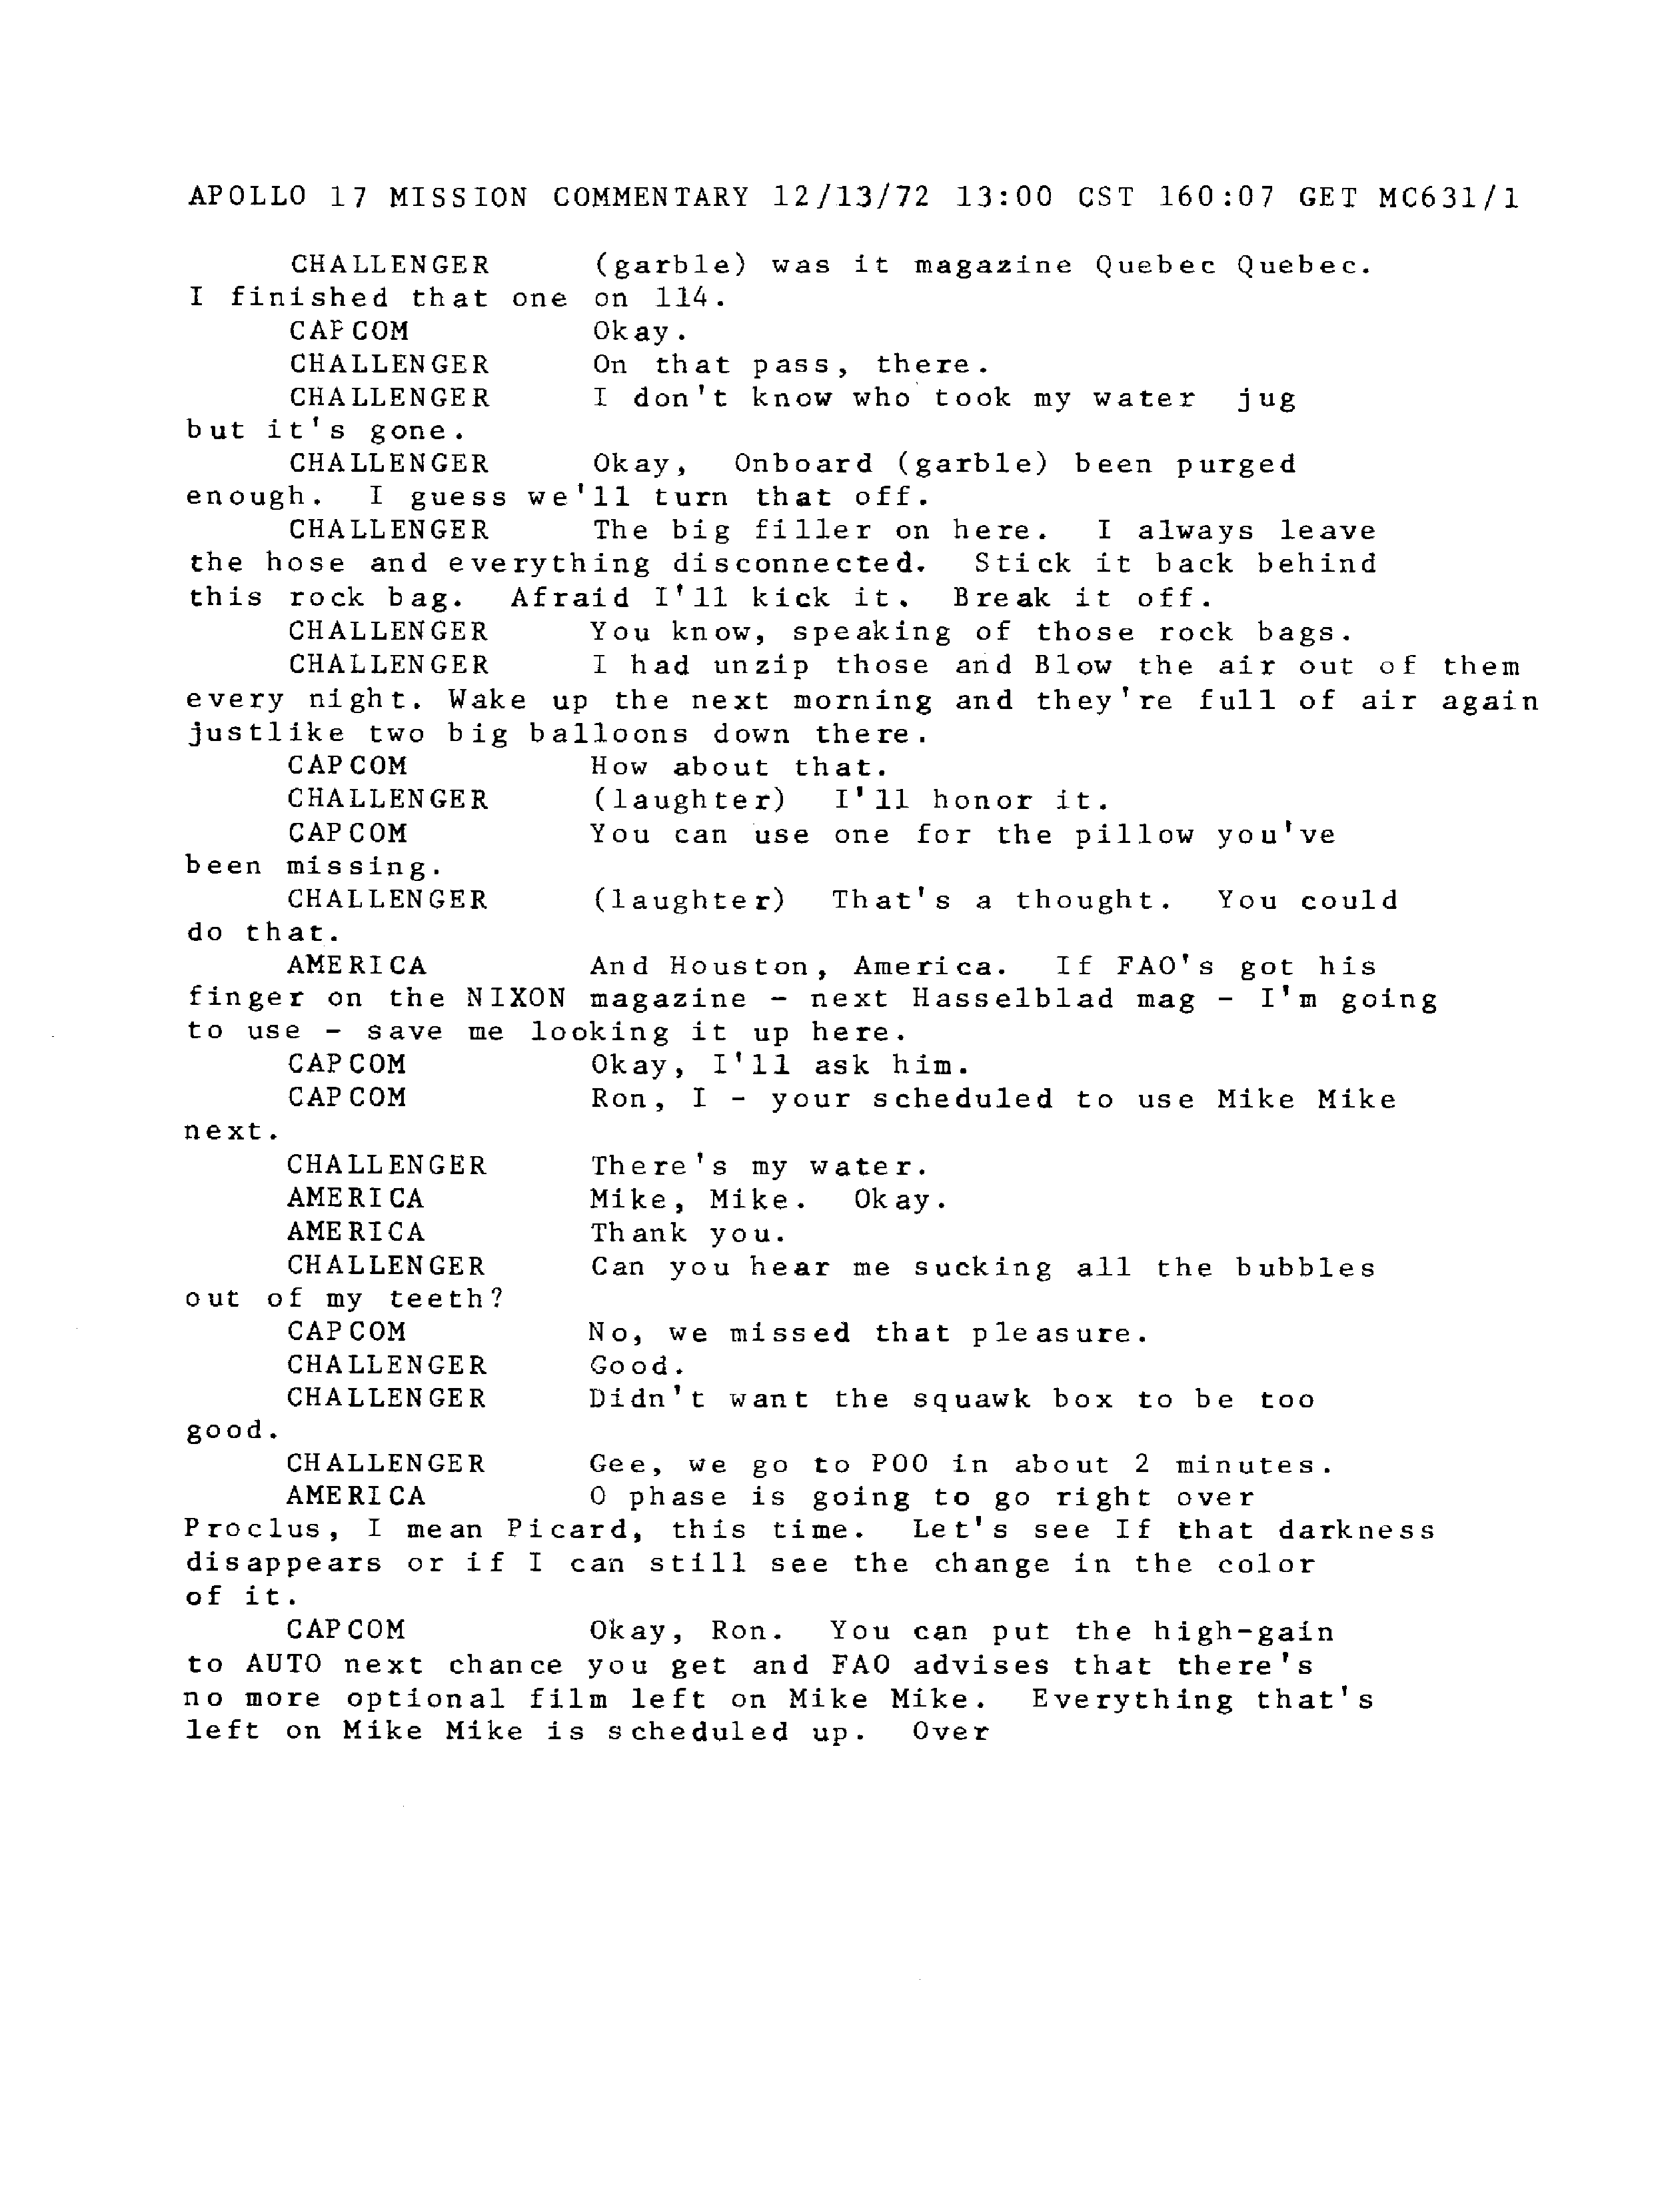 APOLLO 17 MISSION COMMENTARY 12/13/72 13:00 CST 160:07 GET MC631/1
CHALLENGER (garble) was it magazine Quebec Quebec.
I finished that one on 114.
CAPCOM Okay.
CHALLENGER On that pass, there.
CHALLENGER I don't know who took my water jug
but it's gone.
CHALLENGER Okay, Onboard (garble) been purged
enough. I guess we'll turn that off.
CHALLENGER The big filler on here. I always leave
the hose and everything disconnected. Stick it back behind
this rock bag. Afraid I'll kick it. Break it off.
CHALLENGER You know, speaking of those rock bags.
CHALLENGER I had unzip those and Blow the air out of them
every night. Wake up the next morning and they're full of air again
justlike two big balloons down there.
CAPCOM How about that.
CHALLENGER (laughter) I'll honor it.
CAPCOM You can use one for the pillow you've
been missing.
CHALLENGER (laughter) That's a thought. You could
do that.
AMERICA And Houston, America. If FAO's got his
finger on the NIXON magazine - next Hasselblad mag - I'm going
to use - save me looking it up here.
CAPCOM Okay, I'll ask him.
CAPCOM Ron, I - your scheduled to use Mike Mike
next.
CHALLENGER There's my water.
AMERICA Mike, Mike. Okay.
AMERICA Thank you.
CHALLENGER Can you hear me sucking all the bubbles
out of my teeth?
CAPCOM No, we missed that pleasure.
CHALLENGER Good.
CHALLENGER Didn't want the squawk box to be too
good.
CHALLENGER Gee, we go to POO in about 2 minutes.
AMERICA O phase is going to go right over
Proclus, I mean Picard, this time. Let's see If that darkness
disappears or if I can still see the change in the color
of it.
CAPCOM Okay, Ron. You can put the high-gain
to AUTO next chance you get and FAO advises that there's
no more optional film left on Mike Mike. Everything that's
left on Mike Mike is scheduled up. Over